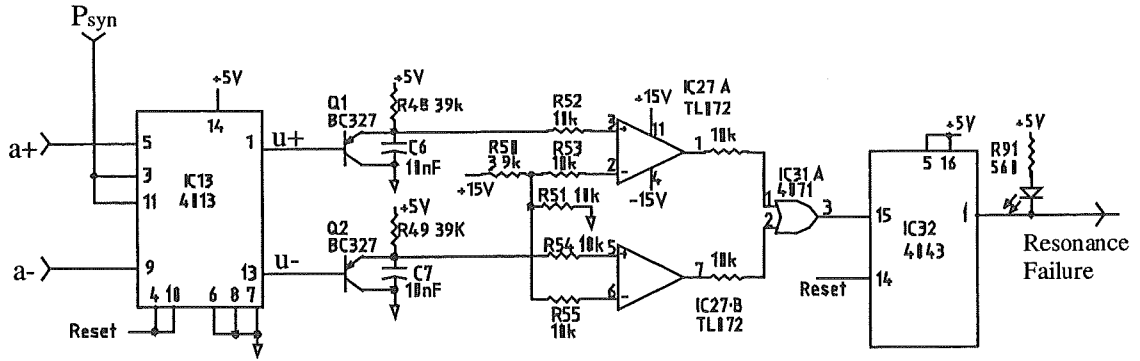 Psyn
a+
a-
+5V
14
5
1
3
11
IC13
4013
9
13
4 10
6 8 7
Reset
u+
u-
Q1
BC327
+5V
R48 39k
C6
10nF
Q2
BC327
+5V
R49 39K
C7
10nF
R52
10k
R50
39k
R53
10k
+15V
R51 10k
R54 10k
R55
10k
IC27 A
TL072
+15V
11
3
2
1
4
-15V
10k
5
6
7
10k
IC27·B
TL072
IC31 A
4071
1
2
3
+5V
5 16
15
1
IC32
4043
14
Reset
+5V
R91
560
Resonance
Failure